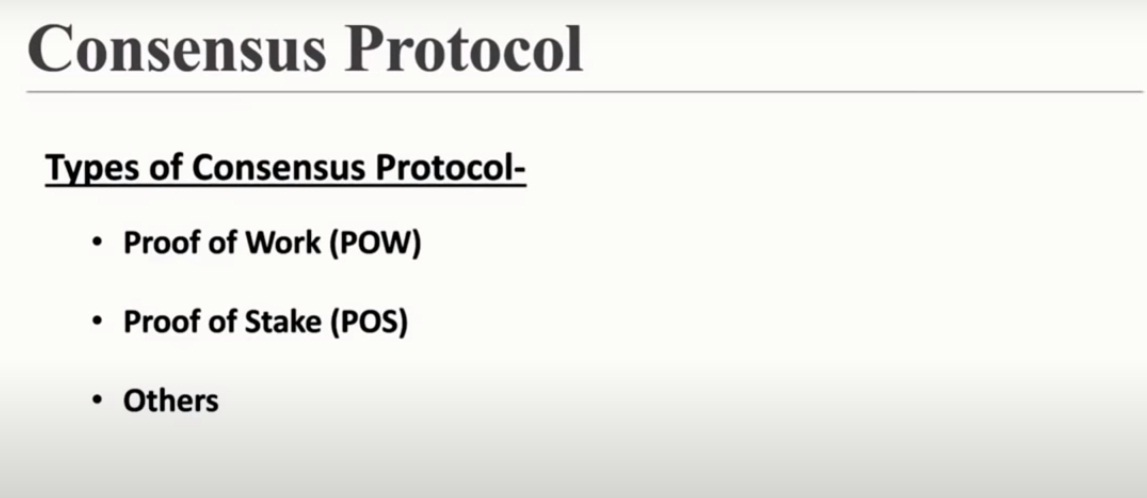 Consensus Protocol
Types of Consensus Protocol-
• Proof of Work (POW)
• Proof of Stake (POS)
• Others